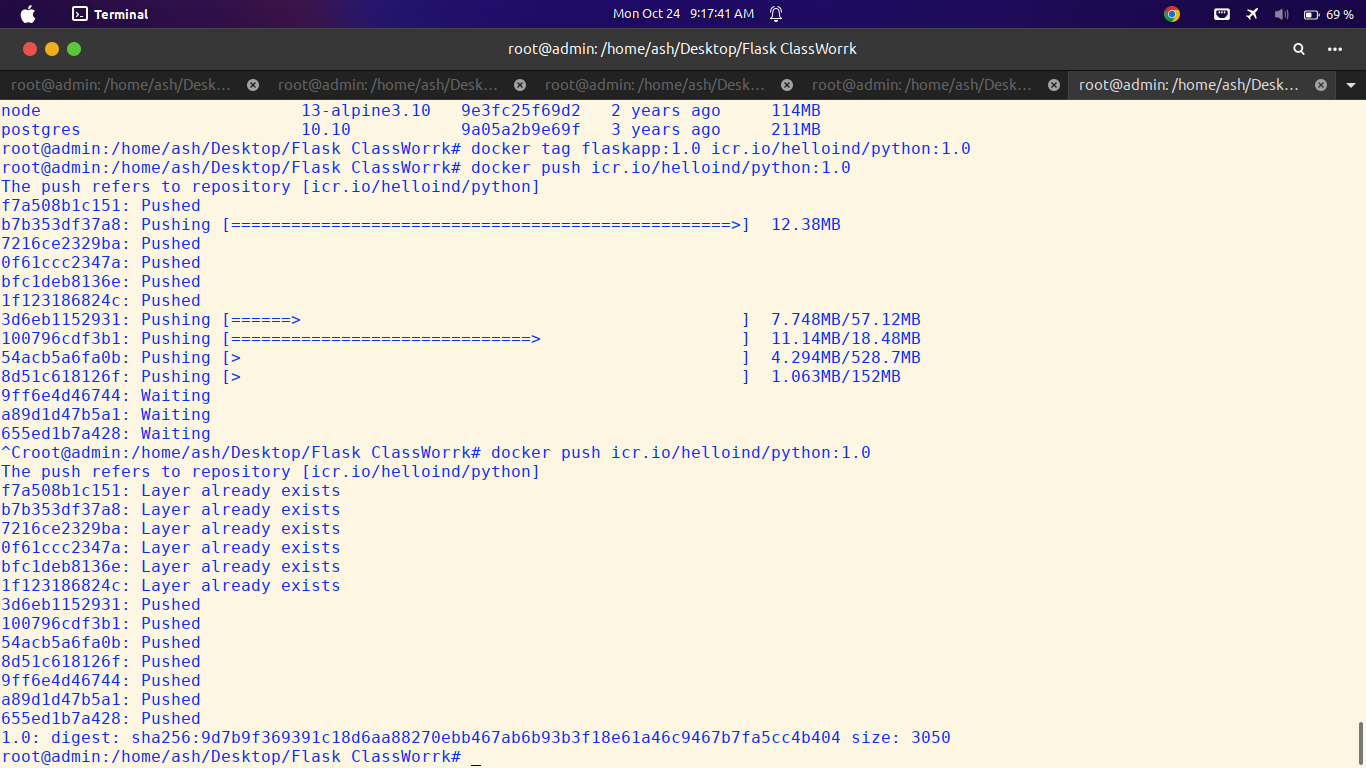 Terminal
Mon Oct 24 9:17:41 AM
69 %
root@admin: /home/ash/Desktop/Flask ClassWorrk
root@admin: /home/ash/Desk...
root@admin: /home/ash/Desk...
root@admin: /home/ash/Desk...
root@admin: /home/ash/Desk...
root@admin: /home/ash/Desk...
node 13-alpine3.10 9e3fc25f69d2 2 years ago 114MB
postgres 10.10 9a05a2b9e69f 3 years ago 211MB
root@admin:/home/ash/Desktop/Flask ClassWorrk# docker tag flaskapp:1.0 icr.io/helloind/python:1.0
root@admin:/home/ash/Desktop/Flask ClassWorrk# docker push icr.io/helloind/python:1.0
The push refers to repository [icr.io/helloind/python]
f7a508b1c151: Pushed
b7b353df37a8: Pushing [==================================================>] 12.38MB
7216ce2329ba: Pushed
0f61ccc2347a: Pushed
bfc1deb8136e: Pushed
1f123186824c: Pushed
3d6eb1152931: Pushing [======> ] 7.748MB/57.12MB
100796cdf3b1: Pushing [==============================> ] 11.14MB/18.48MB
54acb5a6fa0b: Pushing [> ] 4.294MB/528.7MB
8d51c618126f: Pushing [> ] 1.063MB/152MB
9ff6e4d46744: Waiting
a89d1d47b5a1: Waiting
655ed1b7a428: Waiting
^Croot@admin:/home/ash/Desktop/Flask ClassWorrk# docker push icr.io/helloind/python:1.0
The push refers to repository [icr.io/helloind/python]
f7a508b1c151: Layer already exists
b7b353df37a8: Layer already exists
7216ce2329ba: Layer already exists
0f61ccc2347a: Layer already exists
bfc1deb8136e: Layer already exists
1f123186824c: Layer already exists
3d6eb1152931: Pushed
100796cdf3b1: Pushed
54acb5a6fa0b: Pushed
8d51c618126f: Pushed
9ff6e4d46744: Pushed
a89d1d47b5a1: Pushed
655ed1b7a428: Pushed
1.0: digest: sha256:9d7b9f369391c18d6aa88270ebb467ab6b93b3f18e61a46c9467b7fa5cc4b404 size: 3050
root@admin:/home/ash/Desktop/Flask ClassWorrk# _